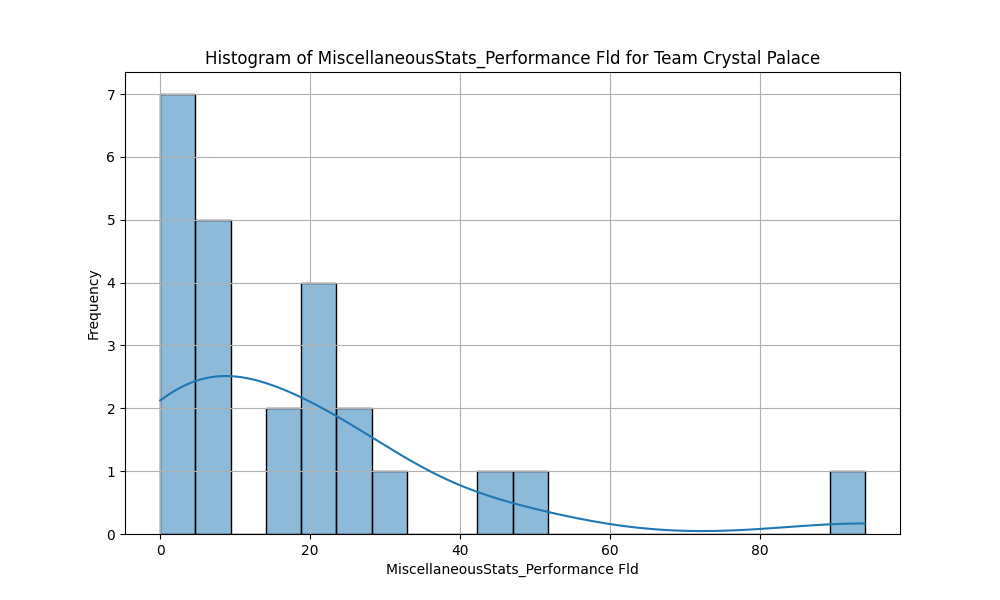 Histogram of MiscellaneousStats_Performance Fld for Team Crystal Palace
7
6
5
4
3
2
1
0
Frequency
0 20 40 60 80
MiscellaneousStats_Performance Fld